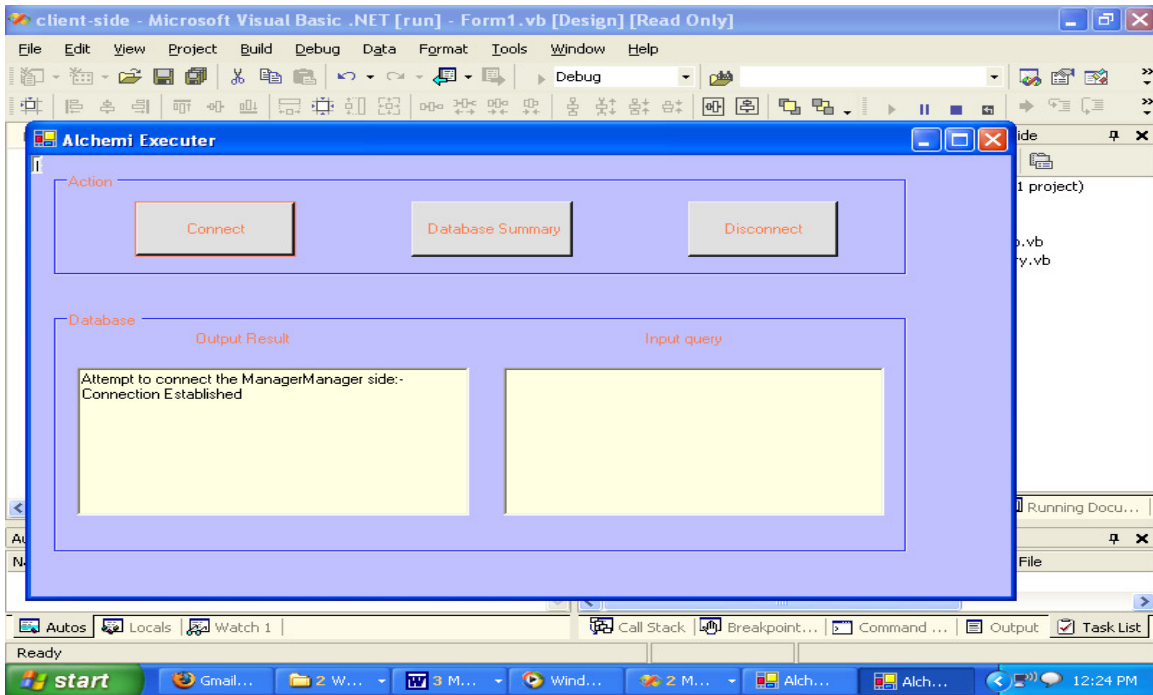 client-side - Microsoft Visual Basic .NET [run] - Form1.vb [Design] [Read Only]
File Edit View Project Build Debug Data Format Tools Window Help
Debug
Alchemi Executer
ide
Action
Connect
Database Summary
Disconnect
1 project)
.vb
y.vb
Database
Output Result
Input query
Attempt to connect the ManagerManager side:-
Connection Established
Running Docu...
File
Autos Locals Watch 1
Call Stack Breakpoint... Command ... Output Task List
Ready
start Gmail... 2 W... 3 M... Wind... 2 M... Alch... Alch... 12:24 PM